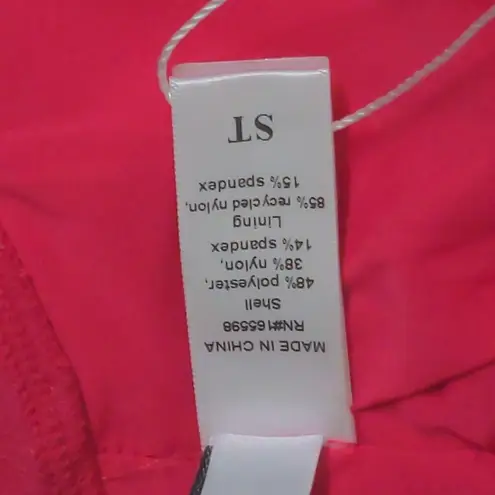 MADE IN CHINA
RN#165598
Shell
48% polyester,
38% nylon,
14% spandex
Lining
85% recycled nylon,
15% spandex
ST